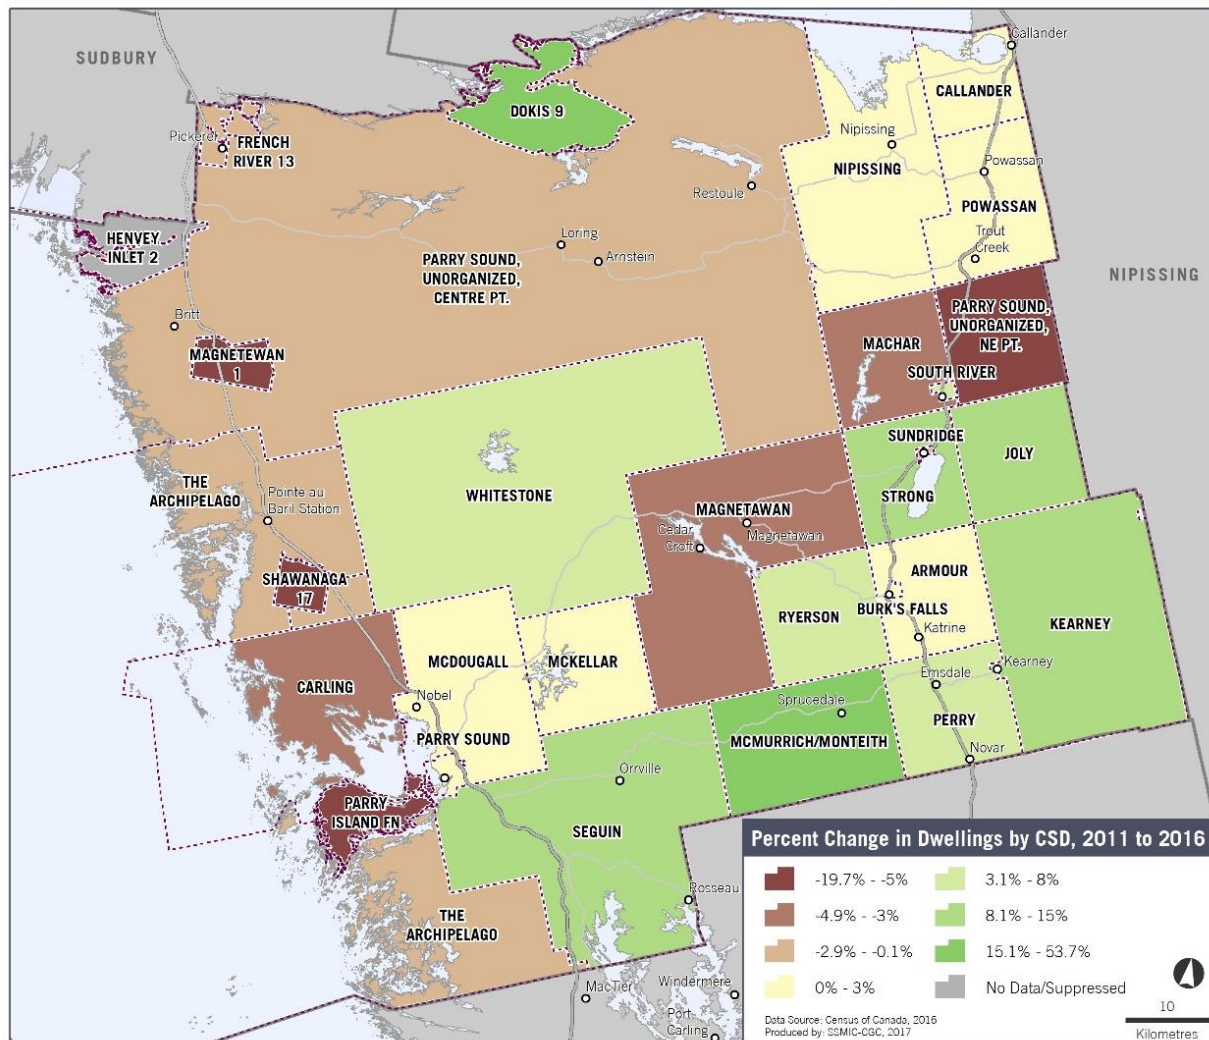 SUDBURY
Callander
CALLANDER
DOKIS 9
Pickerel
FRENCH
RIVER 13
Nipissing
NIPISSING
Powassan
Restoule
POWASSAN
HENVEY
INLET 2
Loring
Arnstein
Trout
Creek
PARRY SOUND,
UNORGANIZED,
CENTRE PT.
NIPISSING
Britt
PARRY SOUND,
UNORGANIZED,
NE PT.
MAGNETEWAN
1
MACHAR
SOUTH RIVER
SUNDRIDGE
JOLY
THE
ARCHIPELAGO
Pointe au
Baril Station
WHITESTONE
STRONG
MAGNETAWAN
Magnetawan
Cedar
Croft
SHAWANAGA
17
ARMOUR
BURK'S FALLS
RYERSON
Katrine
KEARNEY
MCDOUGALL
MCKELLAR
Kearney
CARLING
Nobel
Emsdale
Sprucedale
PERRY
PARRY SOUND
MCMURRICH/MONTEITH
Novar
Orrville
PARRY
ISLAND FN
SEGUIN
Rosseau
THE
ARCHIPELAGO
MacTier
Windermere
Port-
Carling
Percent Change in Dwellings by CSD, 2011 to 2016
-19.7% - -5%
3.1% - 8%
-4.9% - -3%
8.1% - 15%
-2.9% - -0.1%
15.1% - 53.7%
0% - 3%
No Data/Suppressed
Data Source: Census of Canada, 2016
Produced by: SSMIC-CGC, 2017
10
Kilometres